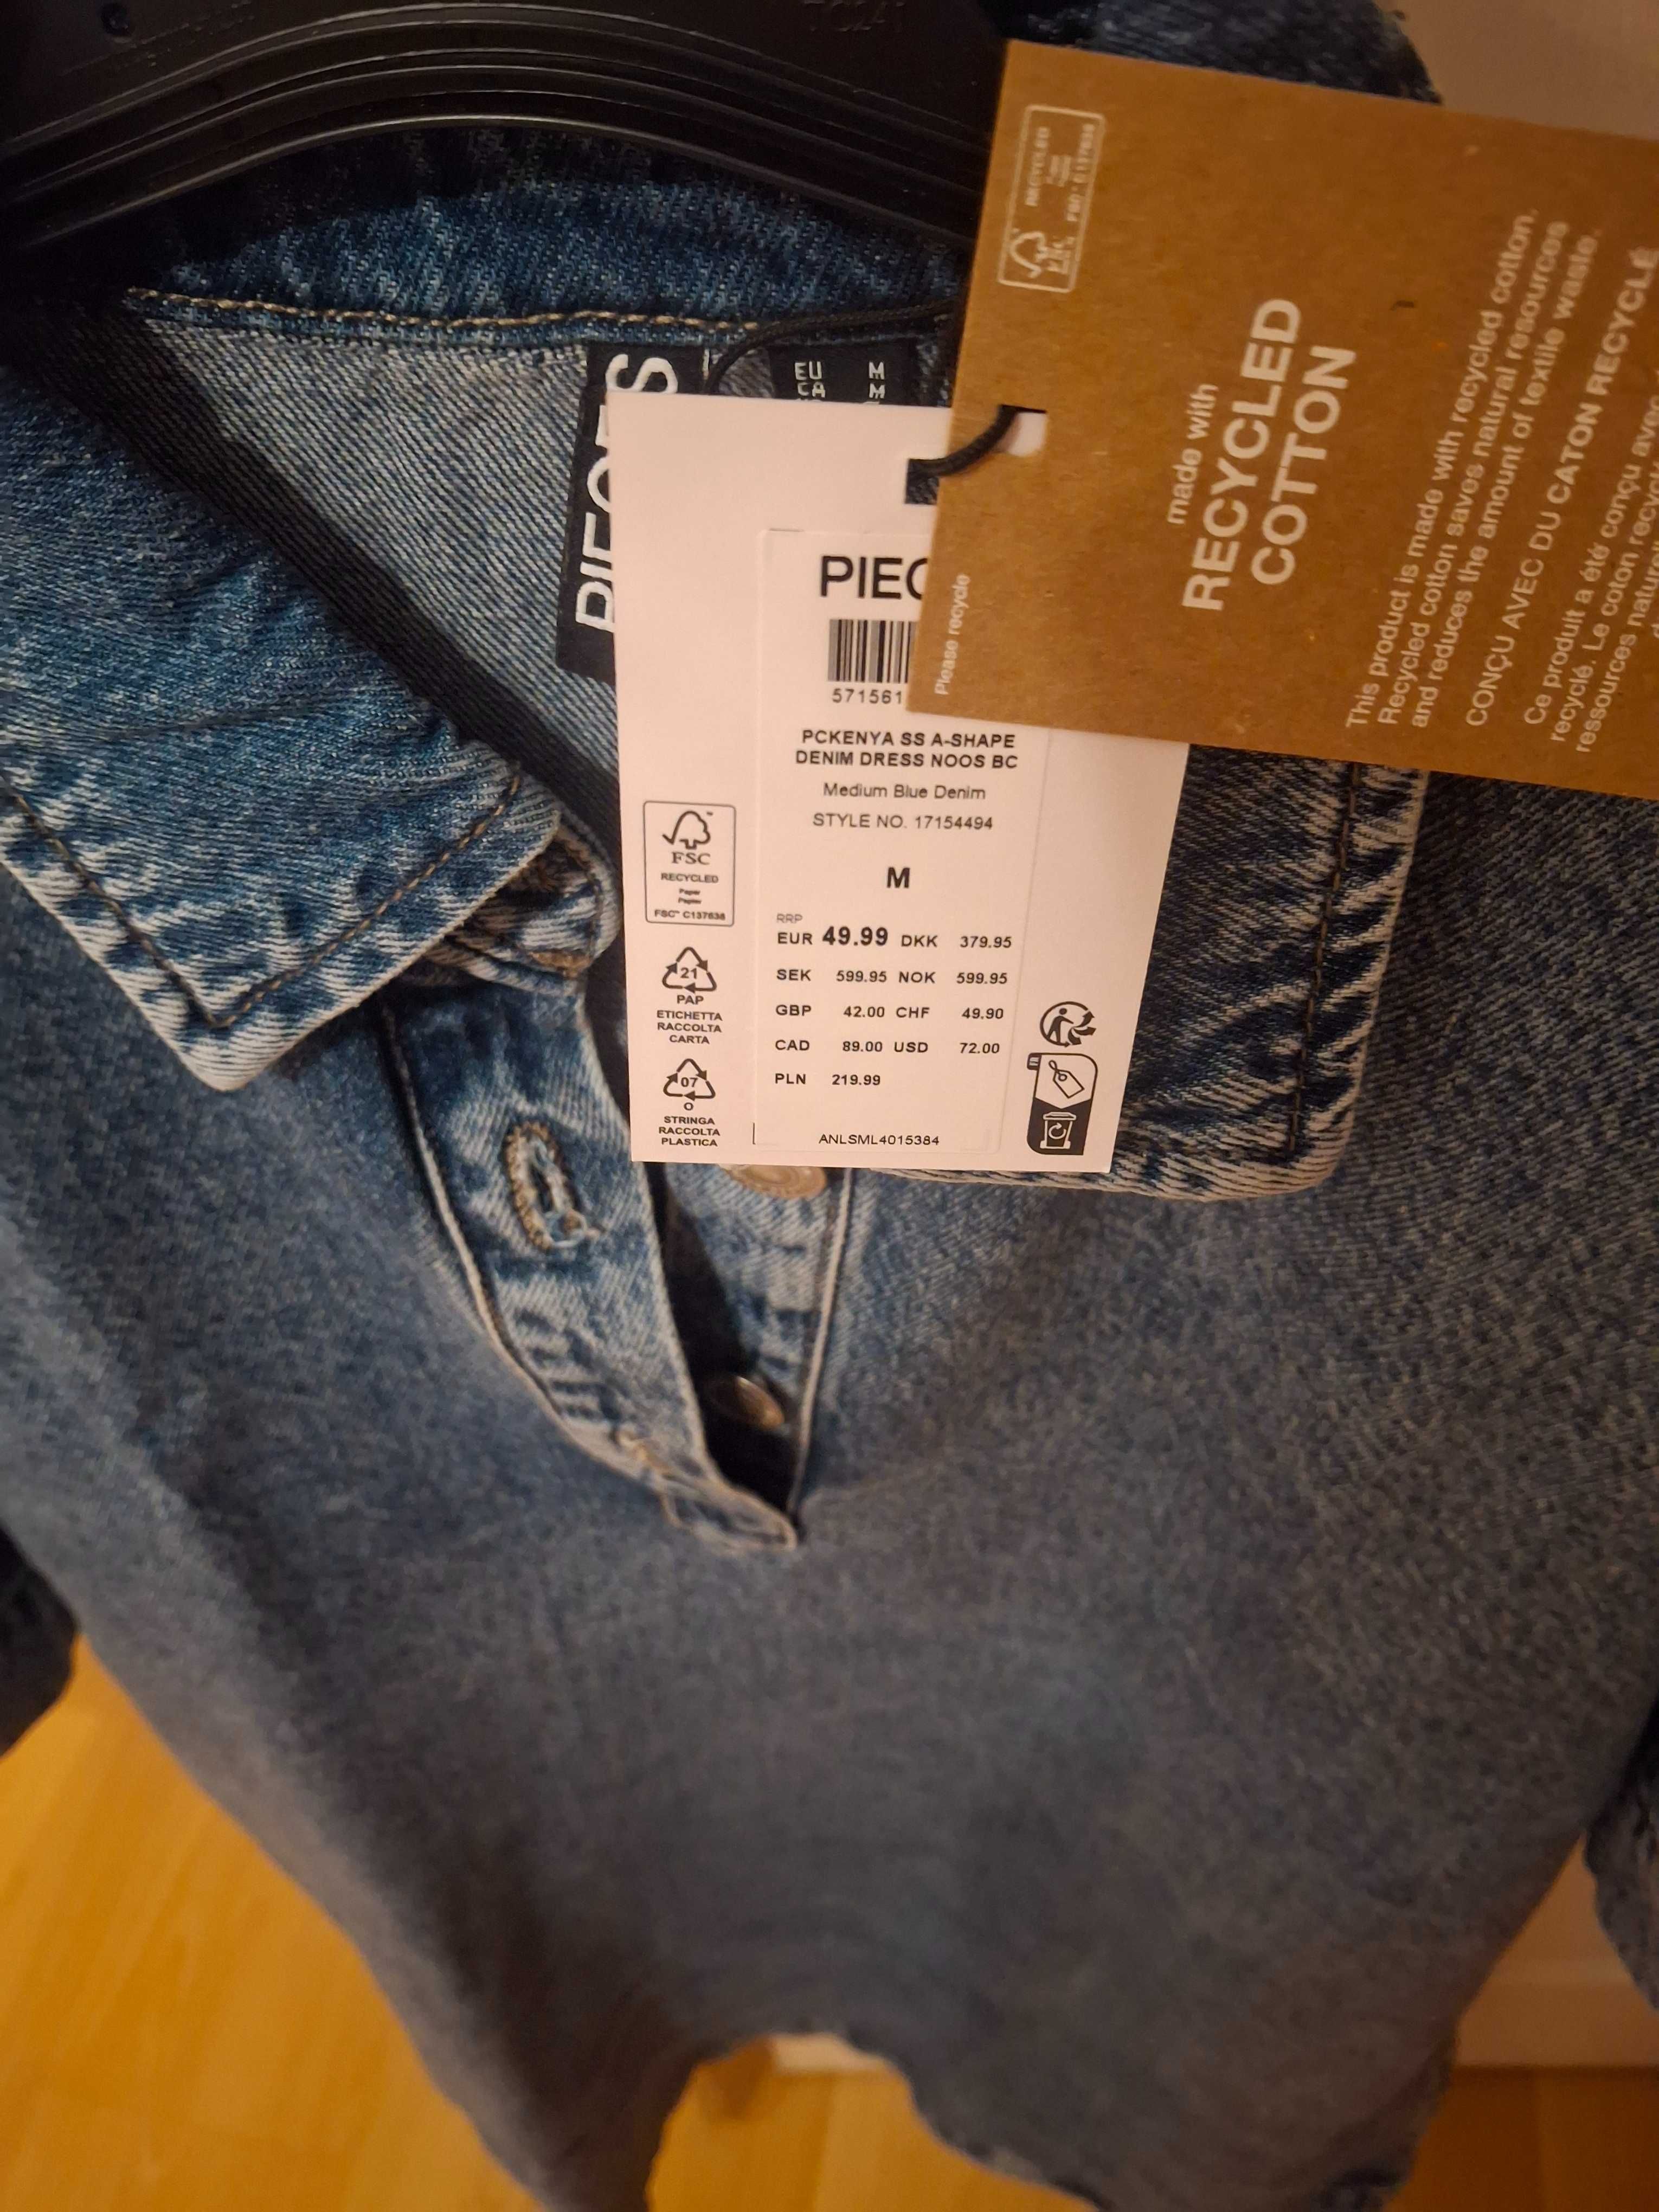 TC241
PIECES
EU M
CA M
PIEC
571561
PCKENYA SS A-SHAPE
DENIM DRESS NOOS BC
Medium Blue Denim
STYLE NO. 17154494
M
RRP
EUR 49.99 DKK 379.95
SEK 599.95 NOK 599.95
GBP 42.00 CHF 49.90
CAD 89.00 USD 72.00
PLN 219.99
ANLSML4015384
FSC
RECYCLED
Paper
Papier
FSC™ C137638
21
PAP
ETICHETTA
RACCOLTA
CARTA
07
O
STRINGA
RACCOLTA
PLASTICA
RECYCLED
Please recycle
made with
RECYCLED
COTTON
This product is made with recycled cotton.
Recycled cotton saves natural resources
and reduces the amount of textile waste.
CONÇU AVEC DU CATON RECYCLÉ
Ce produit a été conçu avec
recyclé. Le coton
ressources